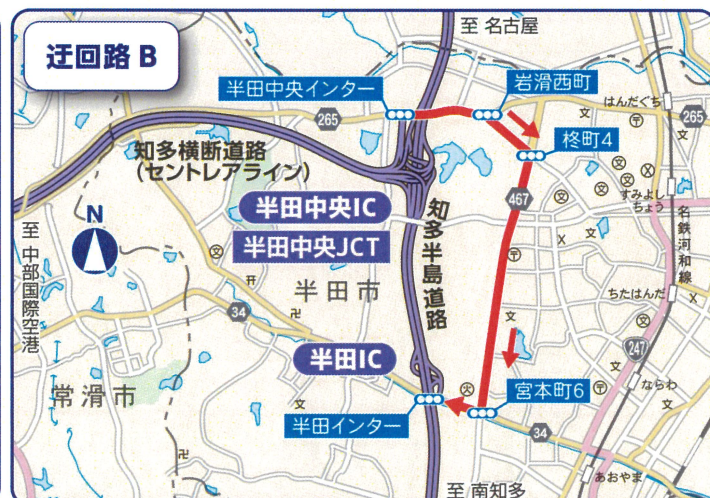 迂回路 B
至 名古屋
半田中央インター
岩滑西町
はんだぐち
265
265
柊町4
知多横断道路
(セントレアライン)
467
すみよし
ちょう
半田中央IC
N
名鉄河和線
知多半島道路
至 中部国際空港
半田中央JCT
半田市
ちたはんだ
34
247
半田IC
常滑市
宮本町6
ならわ
半田インター
34
あおやま
至 南知多